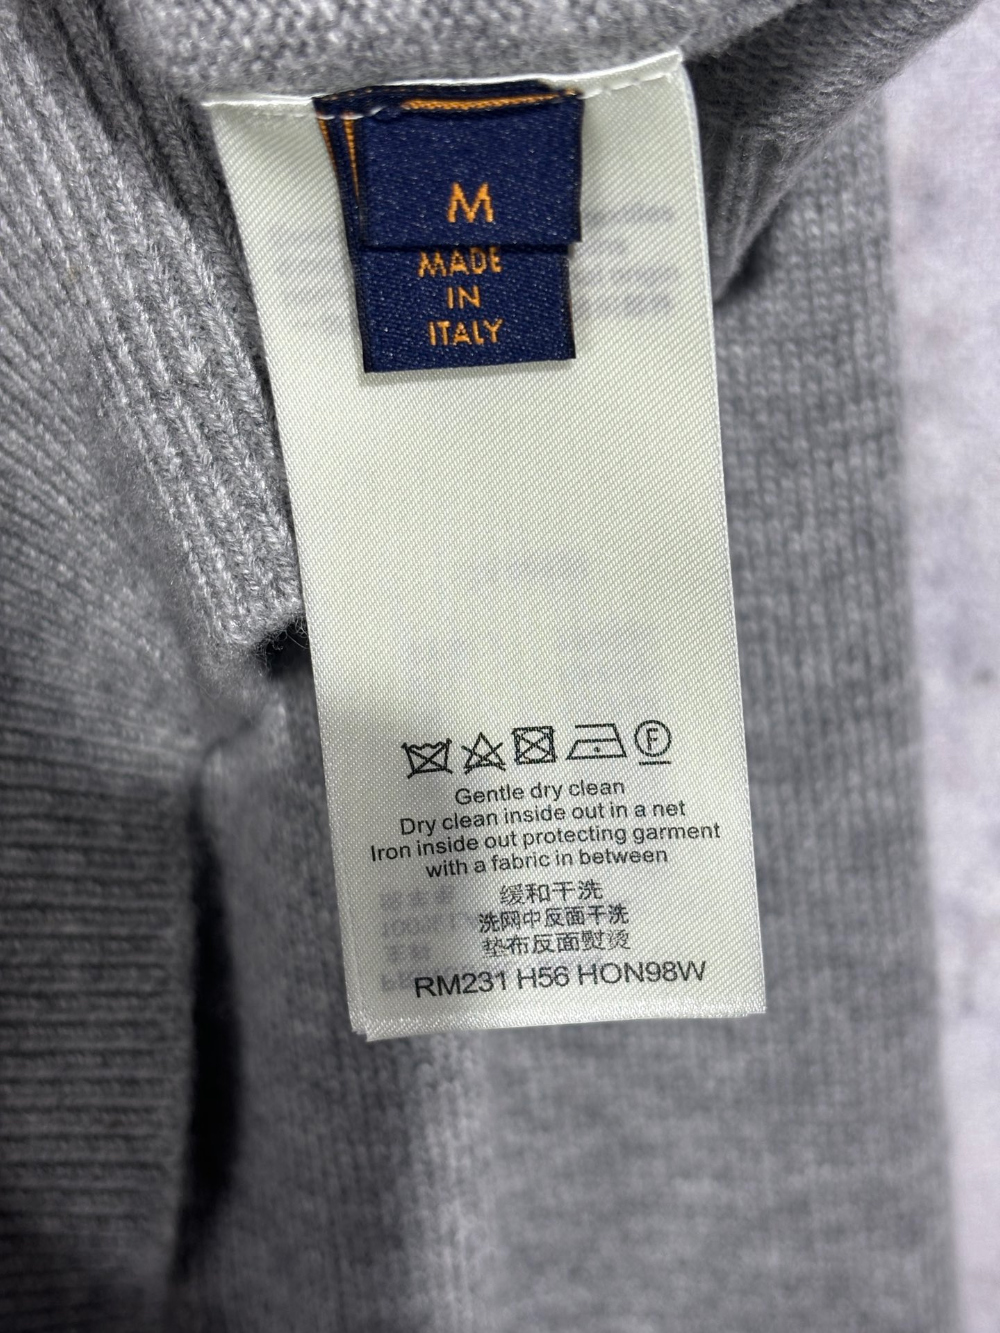 M
MADE
IN
ITALY
F
Gentle dry clean
Dry clean inside out in a net
Iron inside out protecting garment
with a fabric in between
缓和干洗
洗网中反面干洗
垫布反面熨烫
RM231 H56 HON98W